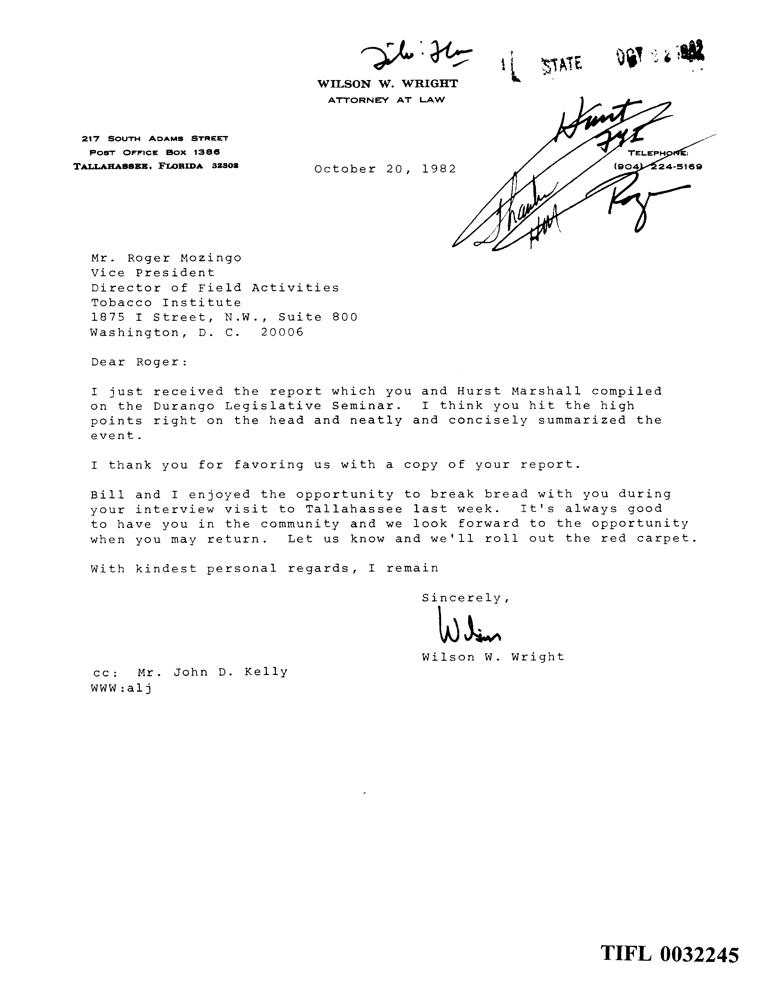 File: Fla
STATE OCT 22 1982
WILSON W. WRIGHT
ATTORNEY AT LAW
217 SOUTH ADAMS STREET
POST OFFICE BOX 1386
TALLAHASSEE, FLORIDA 32302
TELEPHONE:
(904) 224-5169
FYI
Roger
Thanks
HM
October 20, 1982
Mr. Roger Mozingo
Vice President
Director of Field Activities
Tobacco Institute
1875 I Street, N.W., Suite 800
Washington, D. C. 20006
Dear Roger:
I just received the report which you and Hurst Marshall compiled
on the Durango Legislative Seminar. I think you hit the high
points right on the head and neatly and concisely summarized the
event.
I thank you for favoring us with a copy of your report.
Bill and I enjoyed the opportunity to break bread with you during
your interview visit to Tallahassee last week. It's always good
to have you in the community and we look forward to the opportunity
when you may return. Let us know and we'll roll out the red carpet.
With kindest personal regards, I remain
Sincerely,
Wilson
Wilson W. Wright
cc: Mr. John D. Kelly
WWW:alj
TIFL 0032245